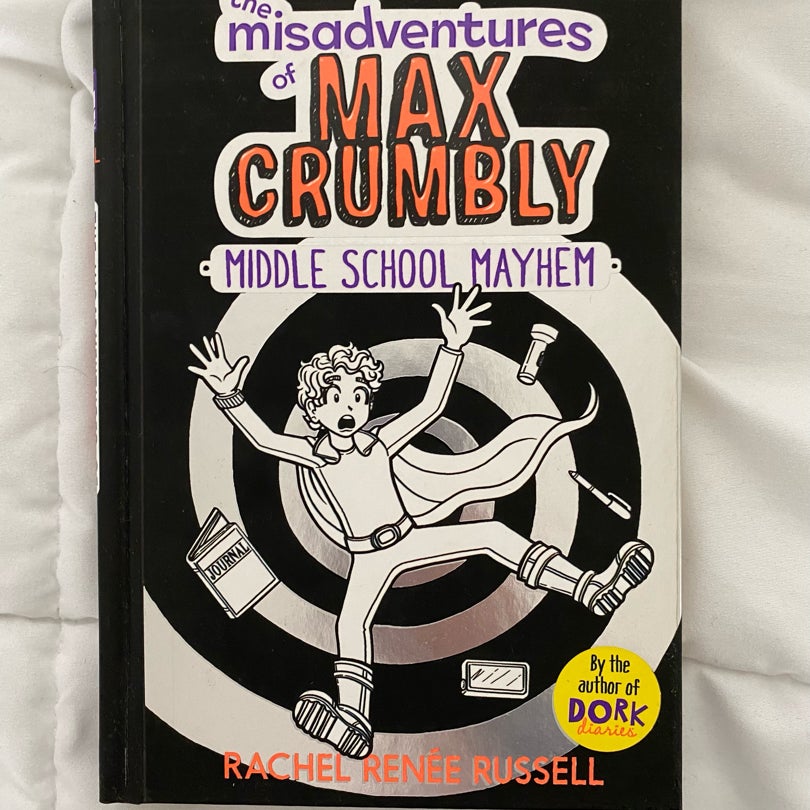 the
misadventures
of MAX
CRUMBLY
MIDDLE SCHOOL MAYHEM
JOURNAL
By the
author of
DORK
diaries
RACHEL RENÉE RUSSELL